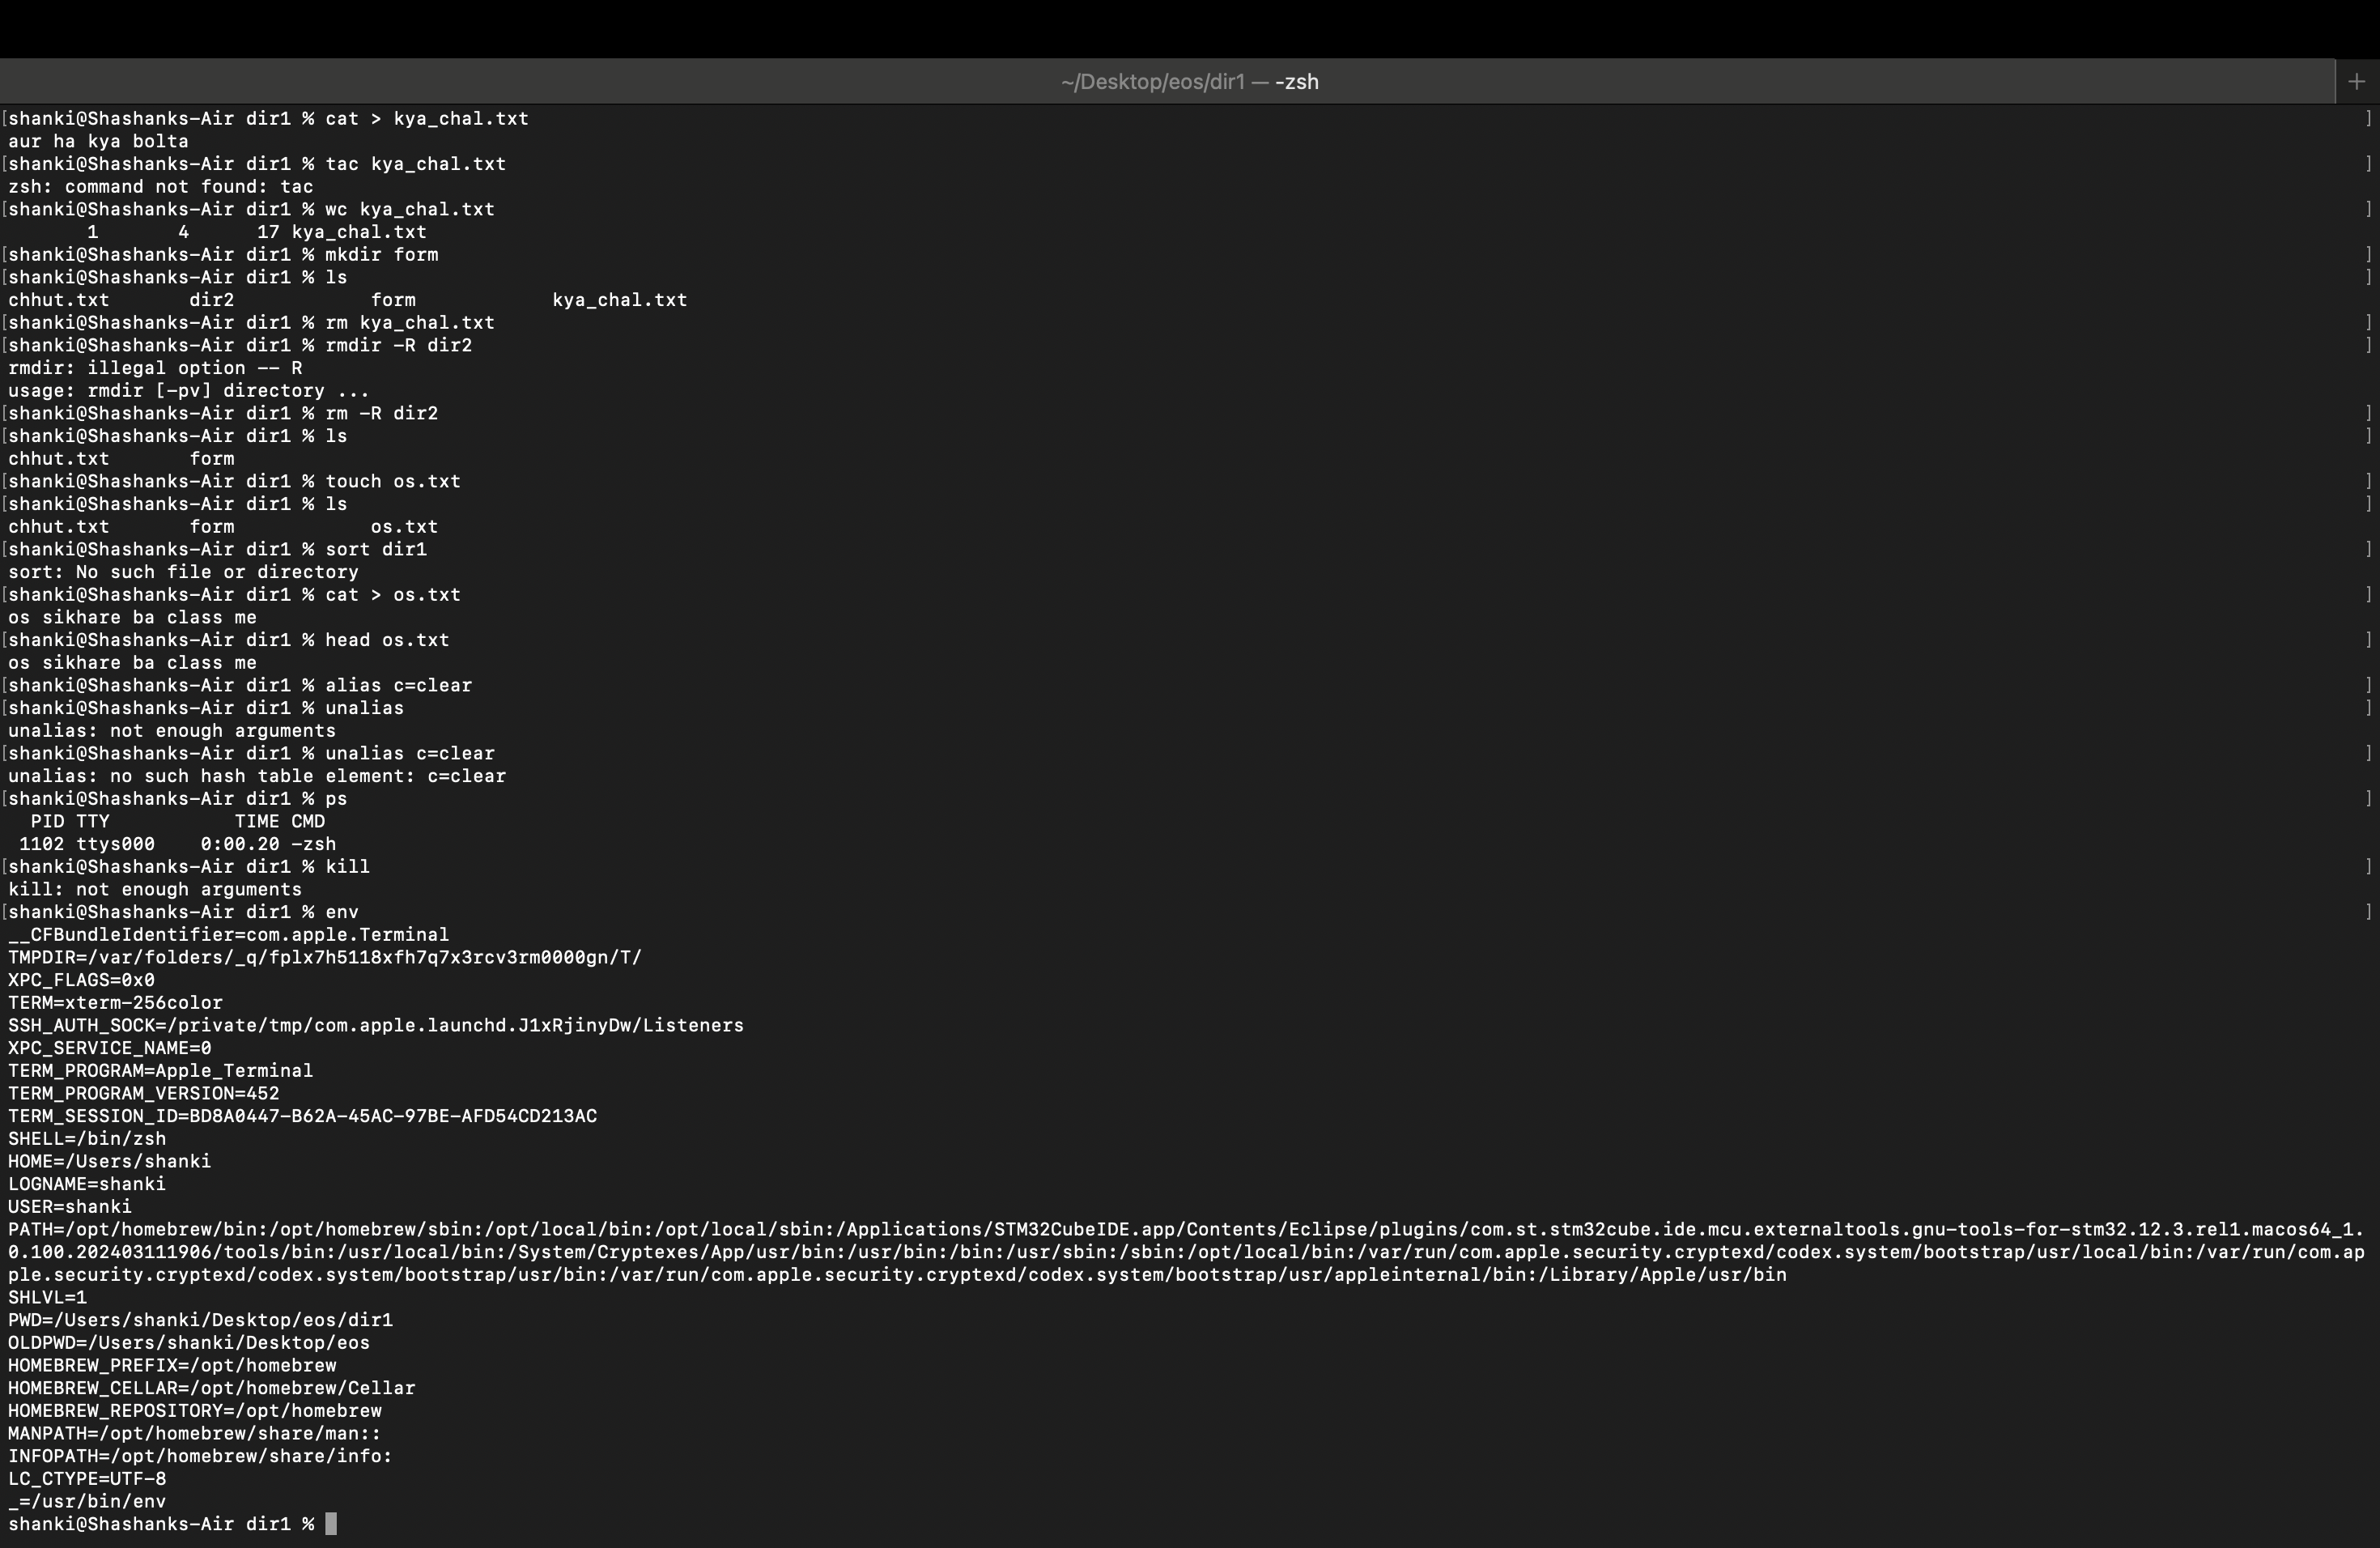 ~/Desktop/eos/dir1 — -zsh
[shanki@Shashanks-Air dir1 % cat > kya_chal.txt ]
aur ha kya bolta
[shanki@Shashanks-Air dir1 % tac kya_chal.txt ]
zsh: command not found: tac
[shanki@Shashanks-Air dir1 % wc kya_chal.txt ]
1 4 17 kya_chal.txt
[shanki@Shashanks-Air dir1 % mkdir form ]
[shanki@Shashanks-Air dir1 % ls ]
chhut.txt dir2 form kya_chal.txt
[shanki@Shashanks-Air dir1 % rm kya_chal.txt ]
[shanki@Shashanks-Air dir1 % rmdir -R dir2 ]
rmdir: illegal option -- R
usage: rmdir [-pv] directory ...
[shanki@Shashanks-Air dir1 % rm -R dir2 ]
[shanki@Shashanks-Air dir1 % ls ]
chhut.txt form
[shanki@Shashanks-Air dir1 % touch os.txt ]
[shanki@Shashanks-Air dir1 % ls ]
chhut.txt form os.txt
[shanki@Shashanks-Air dir1 % sort dir1 ]
sort: No such file or directory
[shanki@Shashanks-Air dir1 % cat > os.txt ]
os sikhare ba class me
[shanki@Shashanks-Air dir1 % head os.txt ]
os sikhare ba class me
[shanki@Shashanks-Air dir1 % alias c=clear ]
[shanki@Shashanks-Air dir1 % unalias ]
unalias: not enough arguments
[shanki@Shashanks-Air dir1 % unalias c=clear ]
unalias: no such hash table element: c=clear
[shanki@Shashanks-Air dir1 % ps ]
PID TTY TIME CMD
1102 ttys000 0:00.20 -zsh
[shanki@Shashanks-Air dir1 % kill ]
kill: not enough arguments
[shanki@Shashanks-Air dir1 % env ]
__CFBundleIdentifier=com.apple.Terminal
TMPDIR=/var/folders/_q/fplx7h5118xfh7q7x3rcv3rm0000gn/T/
XPC_FLAGS=0x0
TERM=xterm-256color
SSH_AUTH_SOCK=/private/tmp/com.apple.launchd.J1xRjinyDw/Listeners
XPC_SERVICE_NAME=0
TERM_PROGRAM=Apple_Terminal
TERM_PROGRAM_VERSION=452
TERM_SESSION_ID=BD8A0447-B62A-45AC-97BE-AFD54CD213AC
SHELL=/bin/zsh
HOME=/Users/shanki
LOGNAME=shanki
USER=shanki
PATH=/opt/homebrew/bin:/opt/homebrew/sbin:/opt/local/bin:/opt/local/sbin:/Applications/STM32CubeIDE.app/Contents/Eclipse/plugins/com.st.stm32cube.ide.mcu.externaltools.gnu-tools-for-stm32.12.3.rel1.macos64_1.
0.100.202403111906/tools/bin:/usr/local/bin:/System/Cryptexes/App/usr/bin:/usr/bin:/bin:/usr/sbin:/sbin:/opt/local/bin:/var/run/com.apple.security.cryptexd/codex.system/bootstrap/usr/local/bin:/var/run/com.ap
ple.security.cryptexd/codex.system/bootstrap/usr/bin:/var/run/com.apple.security.cryptexd/codex.system/bootstrap/usr/appleinternal/bin:/Library/Apple/usr/bin
SHLVL=1
PWD=/Users/shanki/Desktop/eos/dir1
OLDPWD=/Users/shanki/Desktop/eos
HOMEBREW_PREFIX=/opt/homebrew
HOMEBREW_CELLAR=/opt/homebrew/Cellar
HOMEBREW_REPOSITORY=/opt/homebrew
MANPATH=/opt/homebrew/share/man::
INFOPATH=/opt/homebrew/share/info:
LC_CTYPE=UTF-8
_=/usr/bin/env
shanki@Shashanks-Air dir1 %